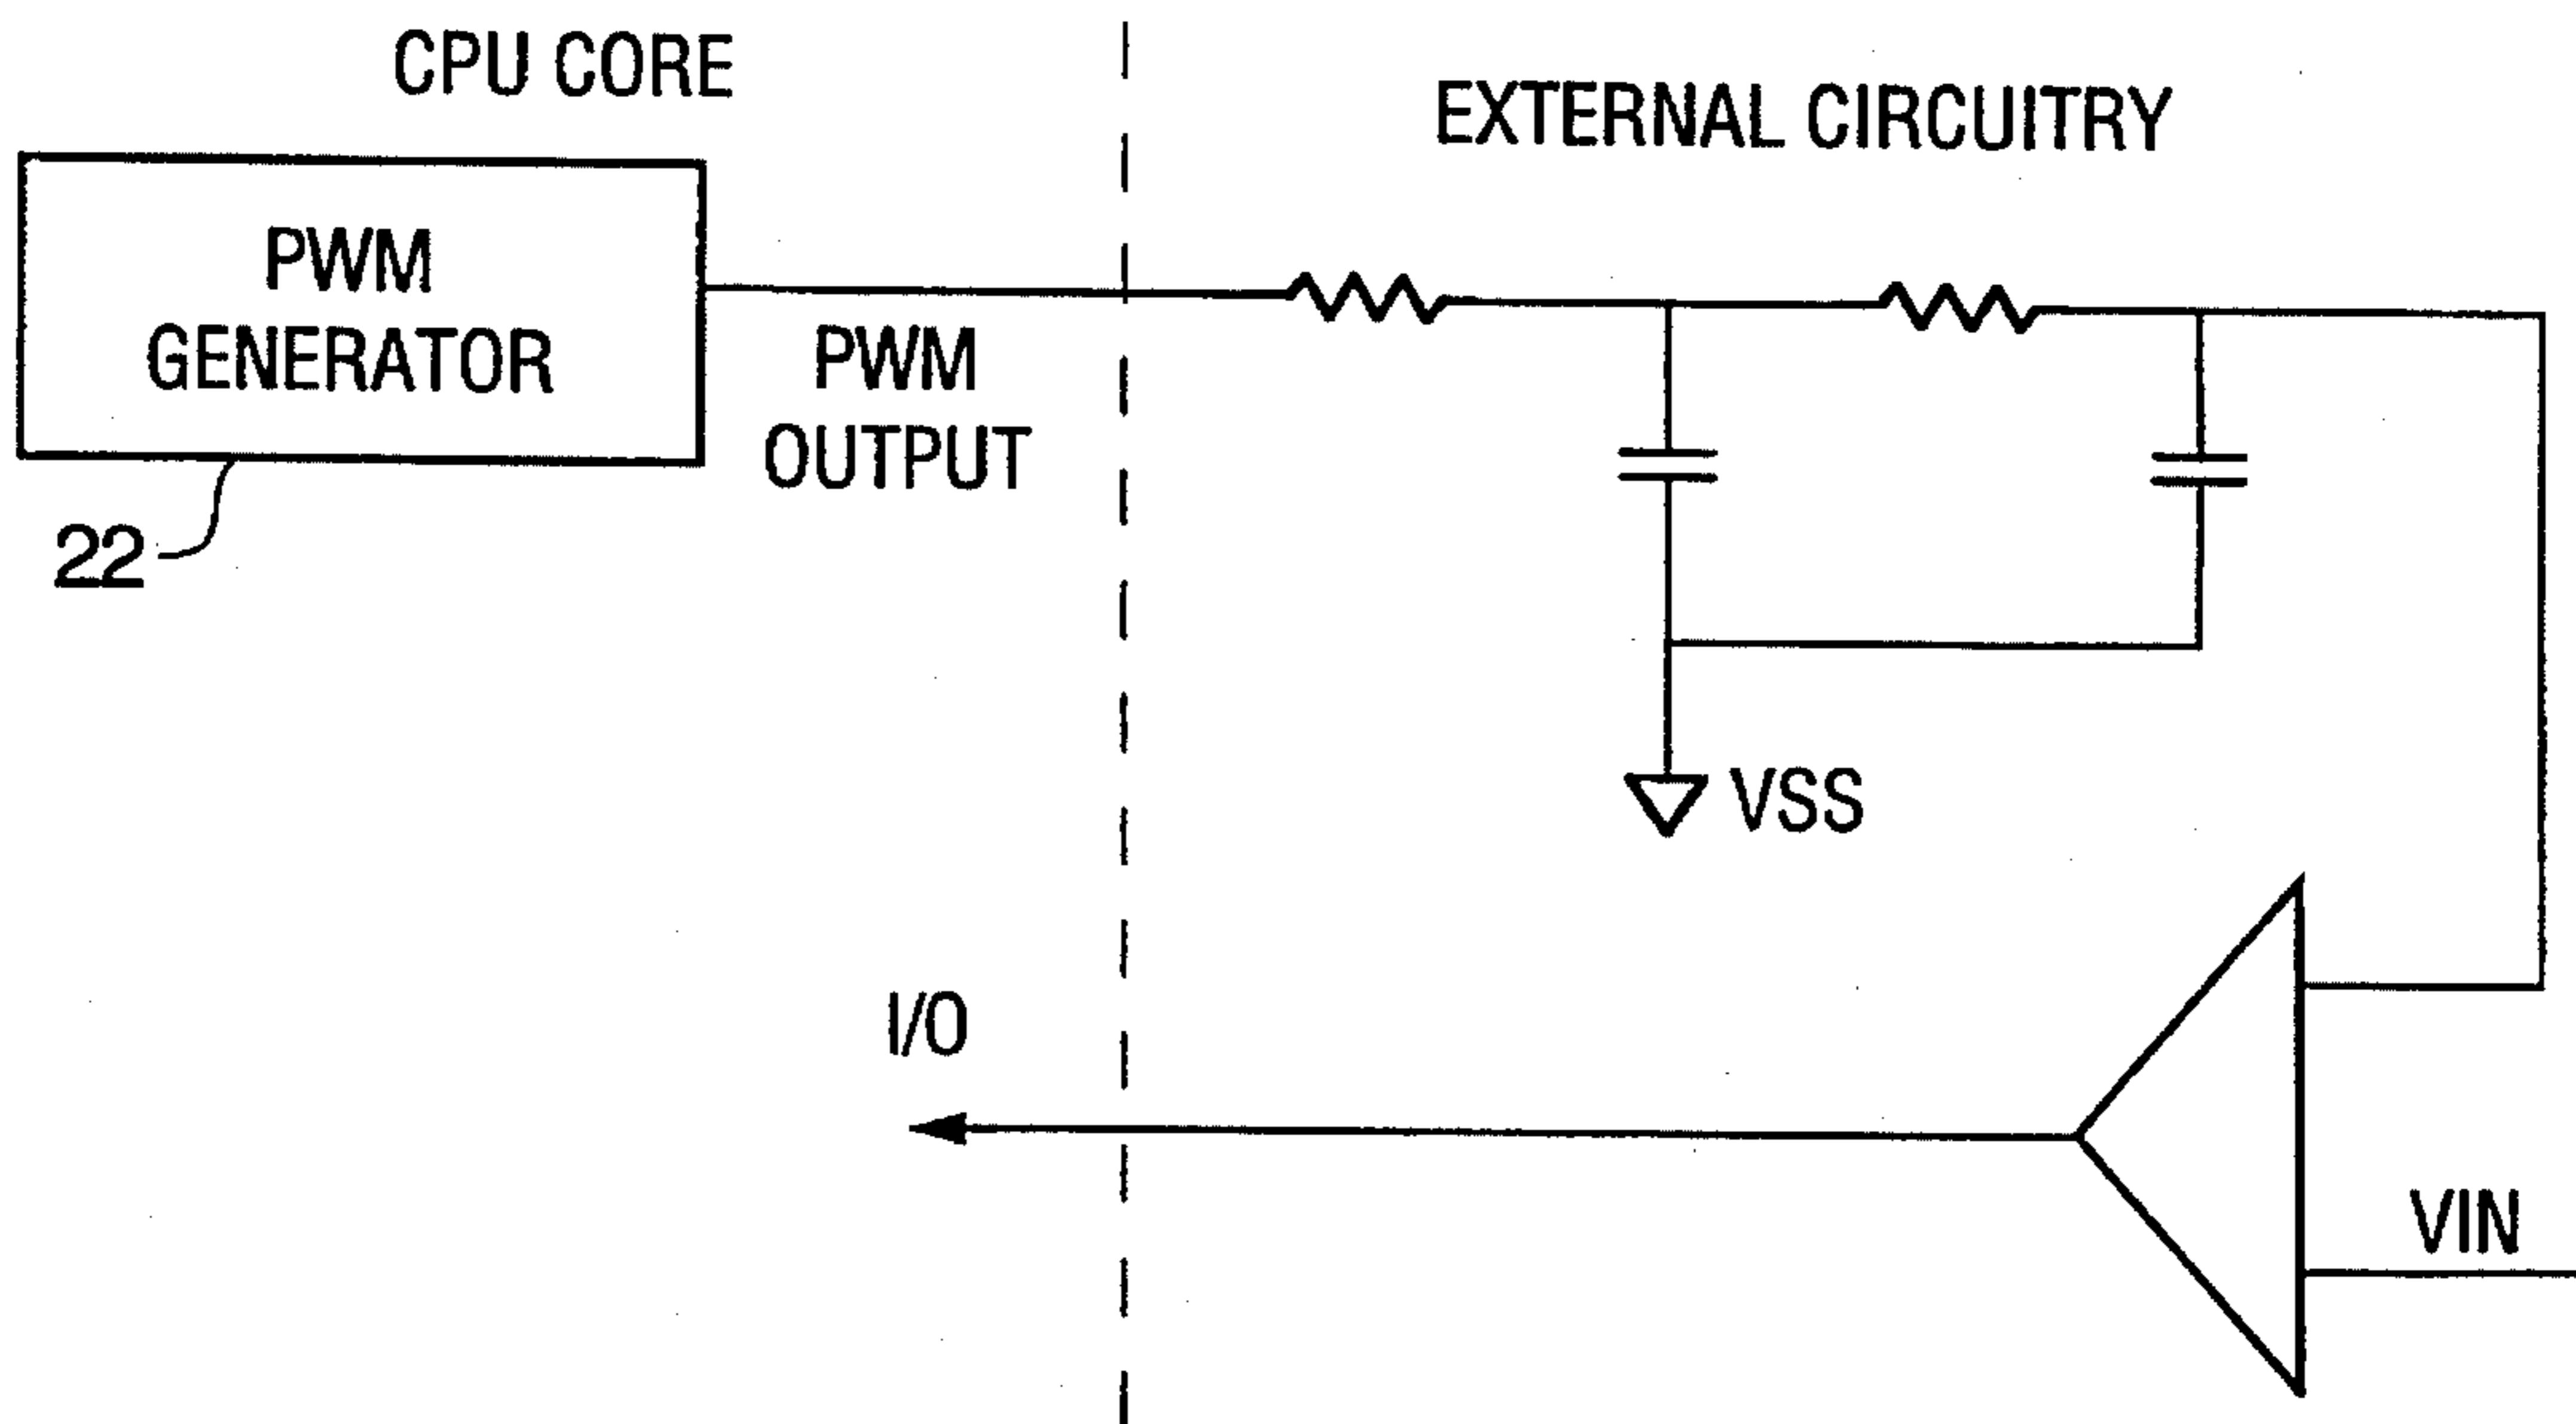 CPU CORE
EXTERNAL CIRCUITRY
PWM
GENERATOR
PWM
OUTPUT
22
VSS
I/O
VIN